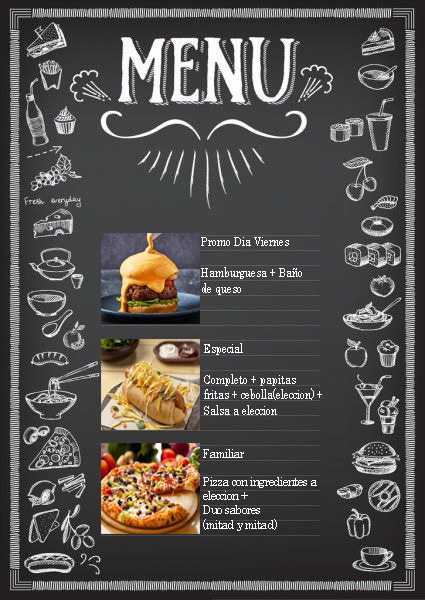 MENU
Fresh everyday
Promo Dia Viernes
Hamburguesa + Baño
de queso
Especial
Completo + papitas
fritas + cebolla(eleccion) +
Salsa a eleccion
Familiar
Pizza con ingredientes a
eleccion +
Duo sabores
(mitad y mitad)